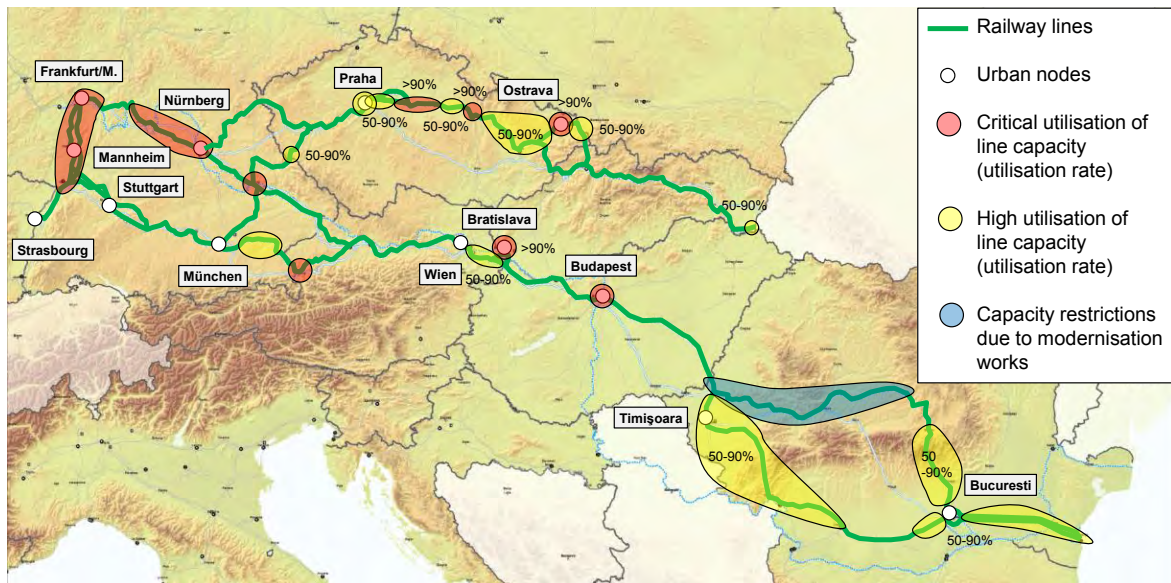 Frankfurt/M.
Nürnberg
Mannheim
Stuttgart
Strasbourg
München
Praha
>90%
>90%
Ostrava
>90%
50-90%
50-90%
50-90%
50-90%
50-90%
50-90%
Bratislava
>90%
Wien
50-90%
Budapest
Timişoara
50-90%
50
-90%
Bucuresti
50-90%
Railway lines
Urban nodes
Critical utilisation of
line capacity
(utilisation rate)
High utilisation of
line capacity
(utilisation rate)
Capacity restrictions
due to modernisation
works